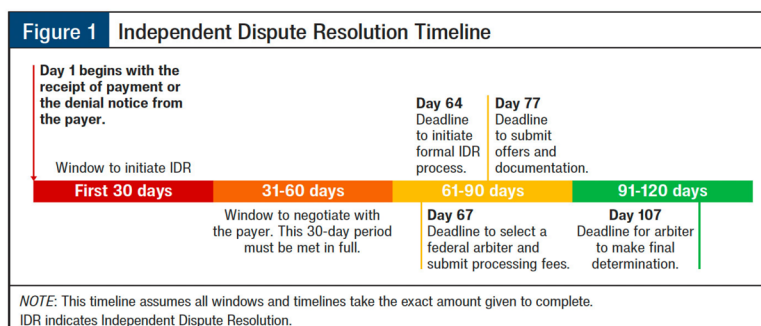 Figure 1 Independent Dispute Resolution Timeline
Day 1 begins with the
receipt of payment or
the denial notice from
the payer.
Window to initiate IDR
Day 64
Deadline
to initiate
formal IDR
process.
Day 77
Deadline
to submit
offers and
documentation.
First 30 days 31-60 days 61-90 days 91-120 days
Window to negotiate with
the payer. This 30-day period
must be met in full.
Day 67
Deadline to select a
federal arbiter and
submit processing fees.
Day 107
Deadline for arbiter
to make final
determination.
NOTE: This timeline assumes all windows and timelines take the exact amount given to complete.
IDR indicates Independent Dispute Resolution.